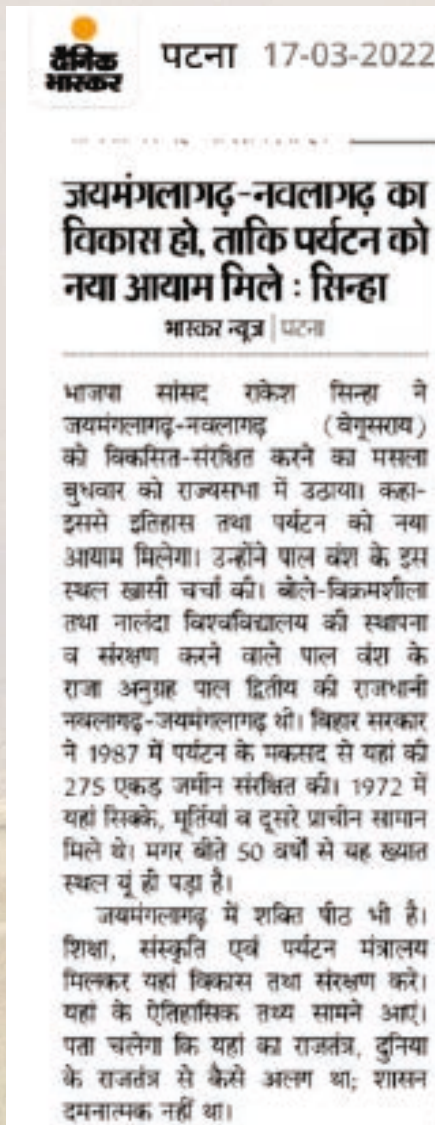 दैनिक भास्कर
पटना 17-03-2022
जयमंगलागढ़-नवलागढ़ का
विकास हो, ताकि पर्यटन को
नया आयाम मिले : सिन्हा
भास्कर न्यूज | पटना
भाजपा सांसद राकेश सिन्हा ने
जयमंगलागढ़-नवलागढ़ (बेगूसराय)
को विकसित-संरक्षित करने का मसला
बुधवार को राज्यसभा में उठाया। कहा-
इससे इतिहास तथा पर्यटन को नया
आयाम मिलेगा। उन्होंने पाल वंश के इस
स्थल खासी चर्चा की। बोले-विक्रमशीला
तथा नालंदा विश्वविद्यालय की स्थापना
व संरक्षण करने वाले पाल वंश के
राजा अनुग्रह पाल द्वितीय की राजधानी
नवलागढ़-जयमंगलागढ़ थी। बिहार सरकार
ने 1987 में पर्यटन के मकसद से यहां की
275 एकड़ जमीन संरक्षित की। 1972 में
यहां सिक्के, मूर्तियां व दूसरे प्राचीन सामान
मिले थे। मगर बीते 50 वर्षों से यह ख्यात
स्थल यूं ही पड़ा है।
जयमंगलागढ़ में शक्ति पीठ भी है।
शिक्षा, संस्कृति एवं पर्यटन मंत्रालय
मिलकर यहां विकास तथा संरक्षण करे।
यहां के ऐतिहासिक तथ्य सामने आएं।
पता चलेगा कि यहां का राजतंत्र, दुनिया
के राजतंत्र से कैसे अलग था; शासन
दमनात्मक नहीं था।